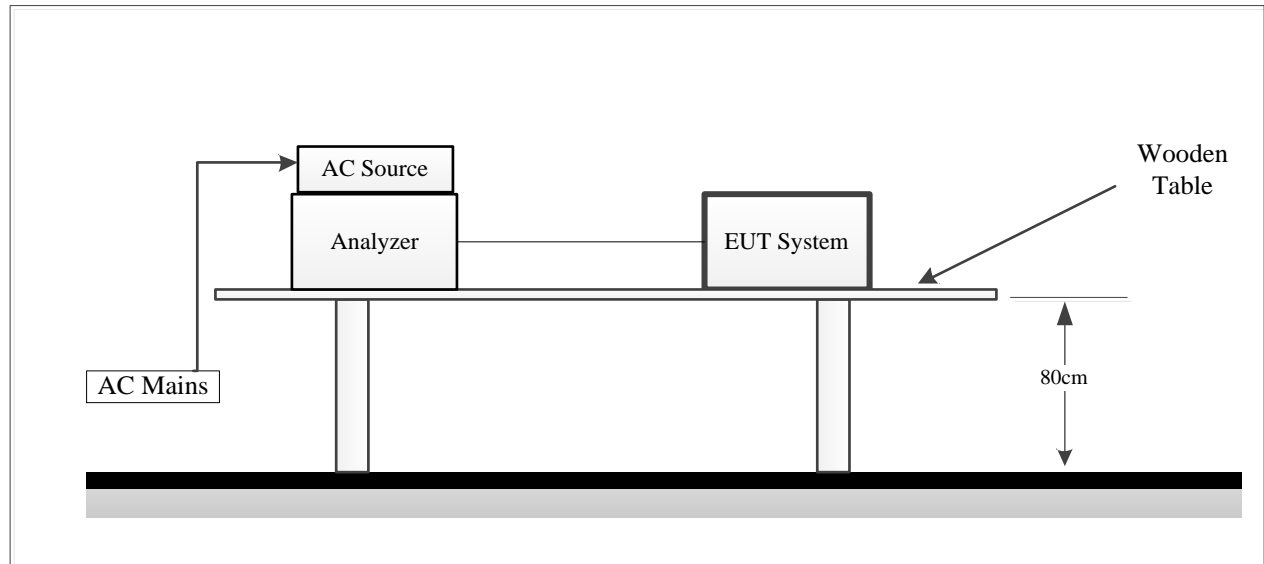 AC Source
Wooden
Table
Analyzer
EUT System
AC Mains
80cm